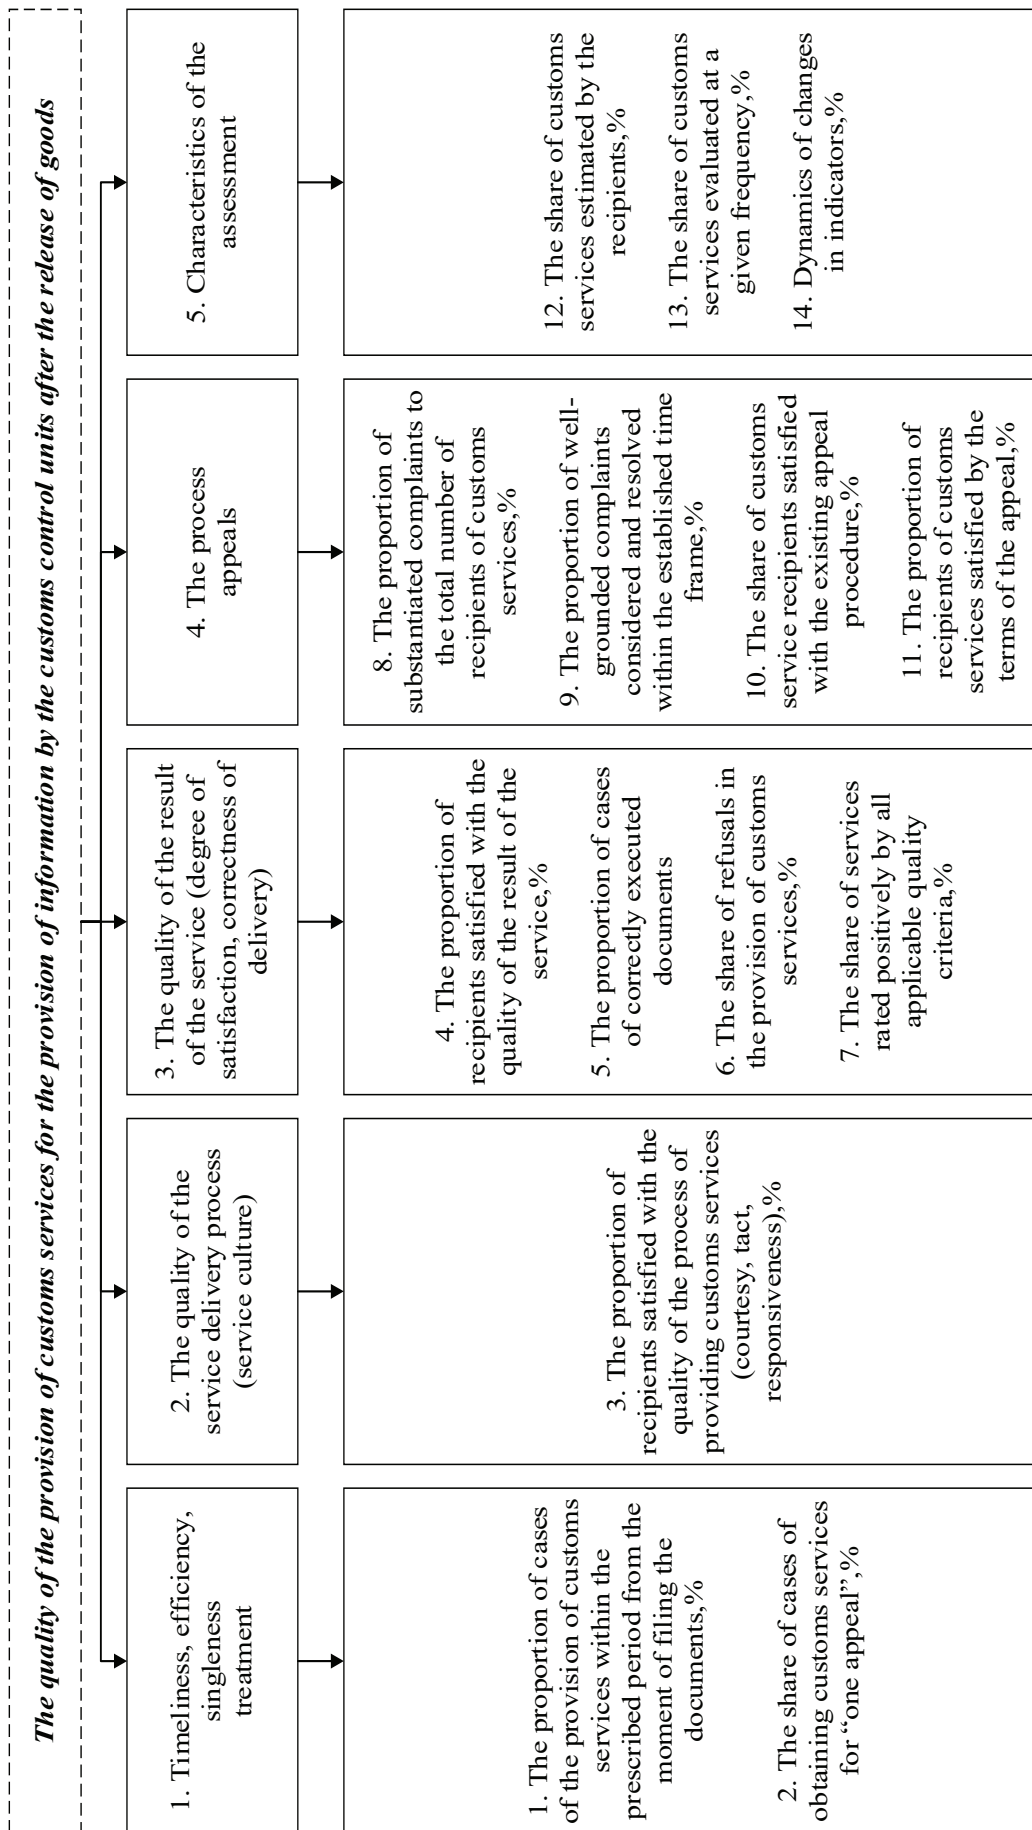 The quality of the provision of customs services for the provision of information by the customs control units after the release of goods
1. Timeliness, efficiency,
singleness
treatment
2. The quality of the
service delivery process
(service culture)
3. The quality of the result
of the service (degree of
satisfaction, correctness of
delivery)
4. The process
appeals
5. Characteristics of the
assessment
1. The proportion of cases
of the provision of customs
services within the
prescribed period from the
moment of filing the
documents,%
2. The share of cases of
obtaining customs services
for “one appeal”,%
3. The proportion of
recipients satisfied with the
quality of the process of
providing customs services
(courtesy, tact,
responsiveness),%
4. The proportion of
recipients satisfied with the
quality of the result of the
service,%
5. The proportion of cases
of correctly executed
documents
6. The share of refusals in
the provision of customs
services,%
7. The share of services
rated positively by all
applicable quality
criteria,%
8. The proportion of
substantiated complaints to
the total number of
recipients of customs
services,%
9. The proportion of well-
grounded complaints
considered and resolved
within the established time
frame,%
10. The share of customs
service recipients satisfied
with the existing appeal
procedure,%
11. The proportion of
recipients of customs
services satisfied by the
terms of the appeal,%
12. The share of customs
services estimated by the
recipients,%
13. The share of customs
services evaluated at a
given frequency,%
14. Dynamics of changes
in indicators,%